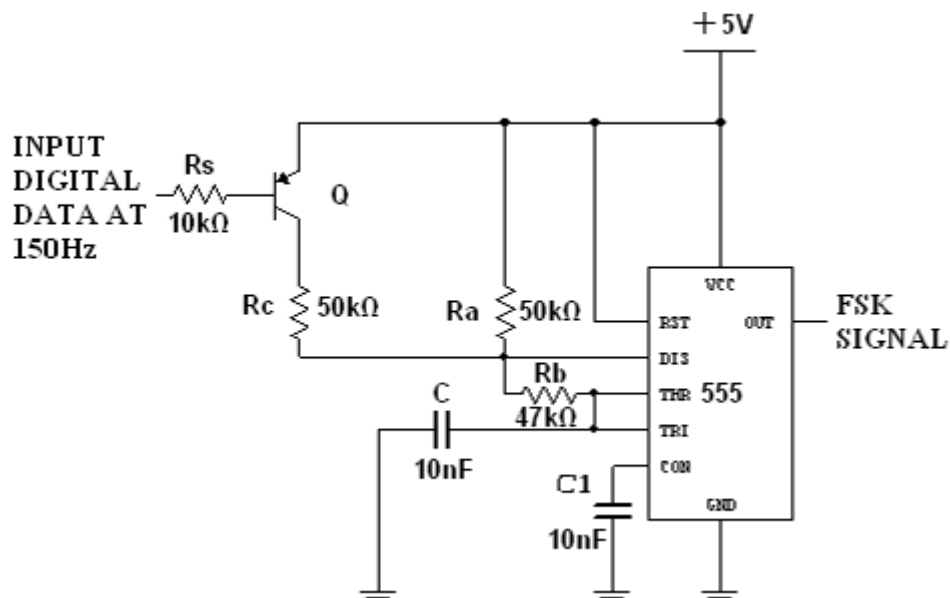 +5V
INPUT
DIGITAL
DATA AT
150Hz
Rs
10kΩ
Q
Rc
50kΩ
Ra
50kΩ
VCC
RST
OUT
FSK
SIGNAL
DIS
Rb
47kΩ
THR
555
C
10nF
TRI
CON
C1
10nF
GND